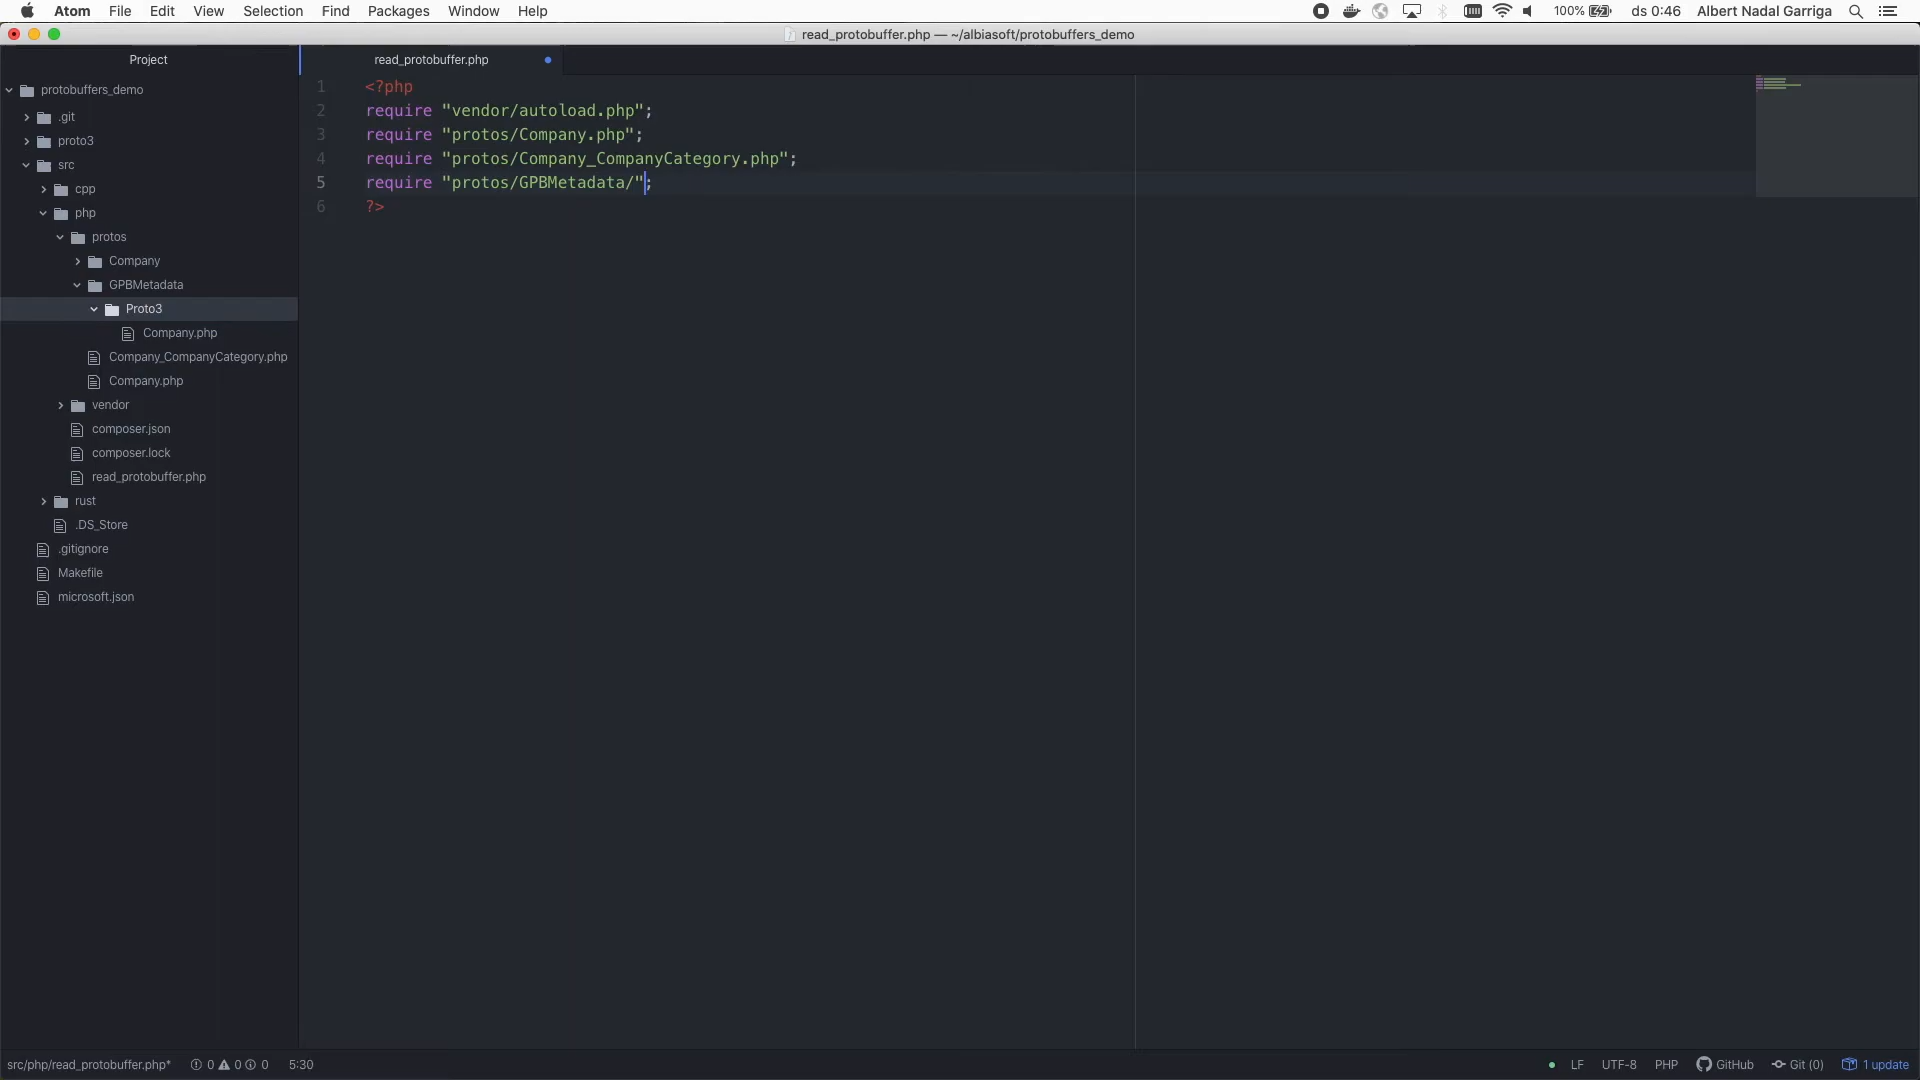 Atom File Edit View Selection Find Packages Window Help 100% ds 0:46 Albert Nadal Garriga
read_protobuffer.php — ~/albiasoft/protobuffers_demo
Project
protobuffers_demo
.git
proto3
src
cpp
php
protos
Company
GPBMetadata
Proto3
Company.php
Company_CompanyCategory.php
Company.php
vendor
composer.json
composer.lock
read_protobuffer.php
rust
.DS_Store
.gitignore
Makefile
microsoft.json
read_protobuffer.php
1 <?php
2 require "vendor/autoload.php";
3 require "protos/Company.php";
4 require "protos/Company_CompanyCategory.php";
5 require "protos/GPBMetadata/";
6 ?>
src/php/read_protobuffer.php* 0 0 0 5:30 LF UTF-8 PHP GitHub Git (0) 1 update